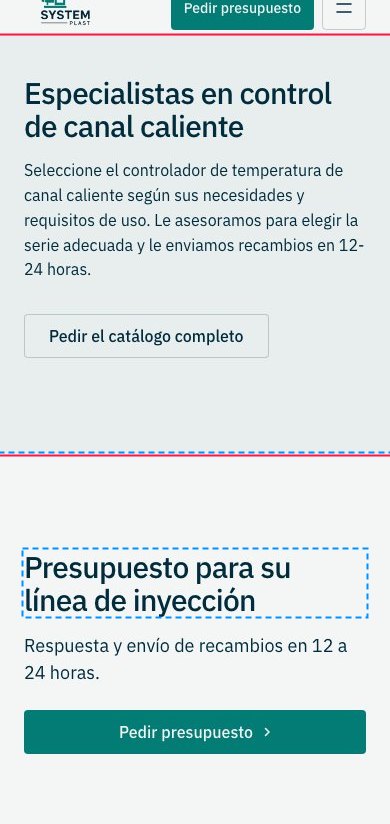 SYSTEM
PLAST
Pedir presupuesto
Especialistas en control
de canal caliente
Seleccione el controlador de temperatura de
canal caliente según sus necesidades y
requisitos de uso. Le asesoramos para elegir la
serie adecuada y le enviamos recambios en 12-
24 horas.
Pedir el catálogo completo
Presupuesto para su
línea de inyección
Respuesta y envío de recambios en 12 a
24 horas.
Pedir presupuesto